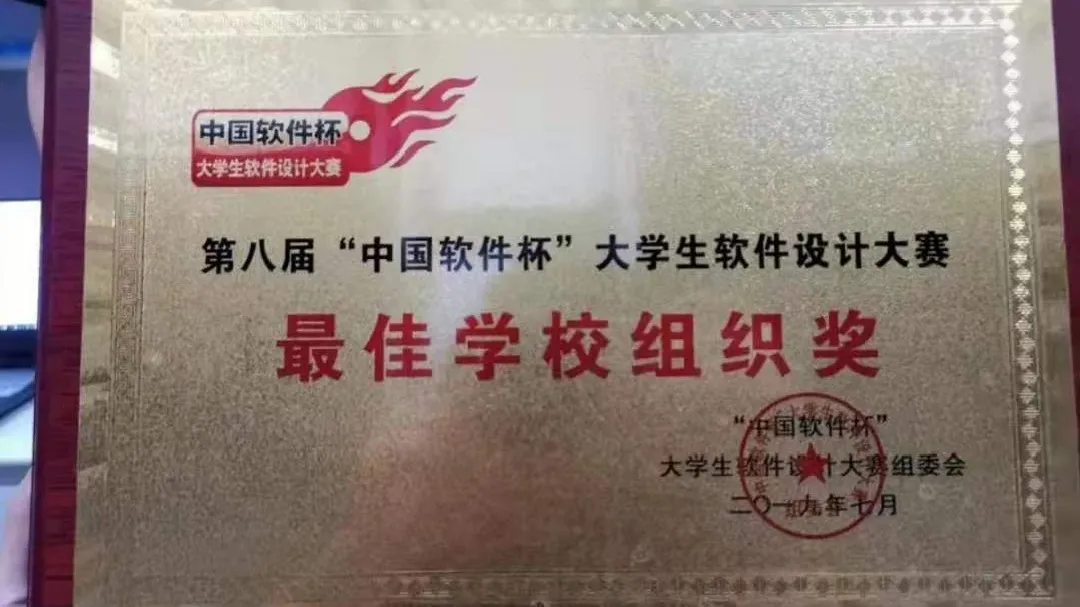 中国软件杯
大学生软件设计大赛
第八届“中国软件杯”大学生软件设计大赛
最佳学校组织奖
“中国软件杯”
大学生软件设计大赛组委会
二〇一九年七月